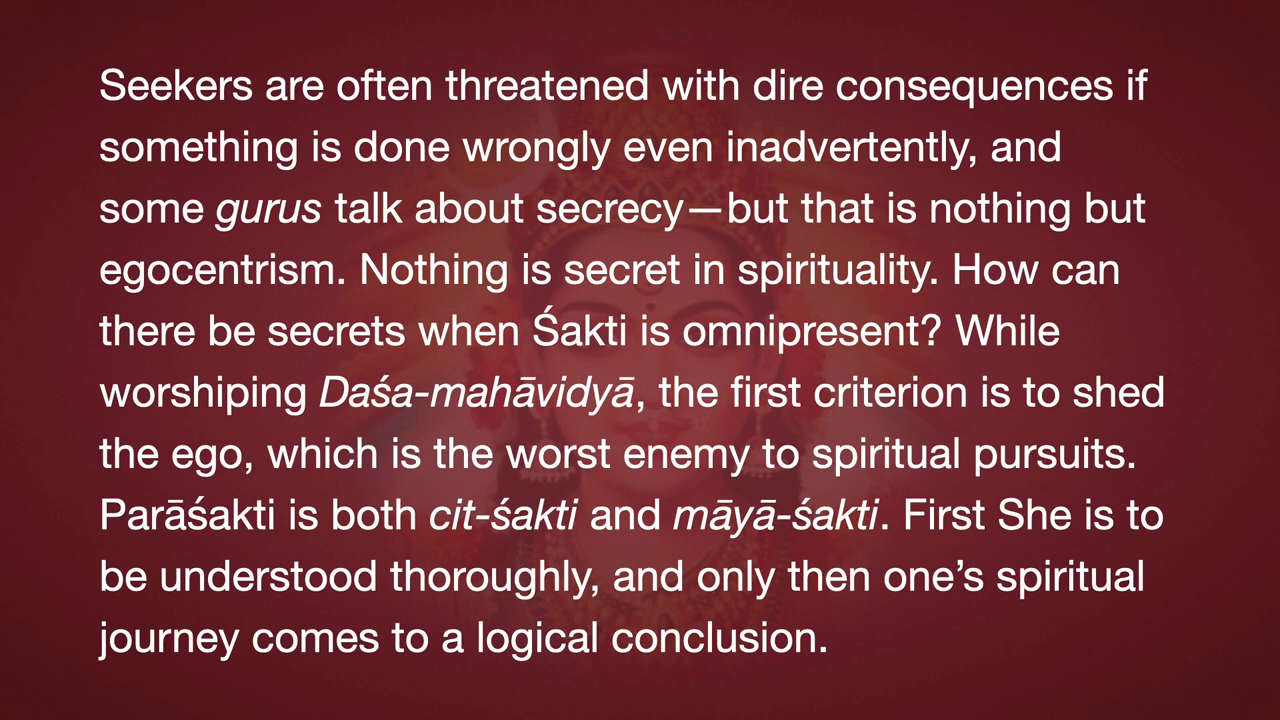 Seekers are often threatened with dire consequences if
something is done wrongly even inadvertently, and
some gurus talk about secrecy—but that is nothing but
egocentrism. Nothing is secret in spirituality. How can
there be secrets when Śakti is omnipresent? While
worshiping Daśa-mahāvidyā, the first criterion is to shed
the ego, which is the worst enemy to spiritual pursuits.
Parāśakti is both cit-śakti and māyā-śakti. First She is to
be understood thoroughly, and only then one’s spiritual
journey comes to a logical conclusion.